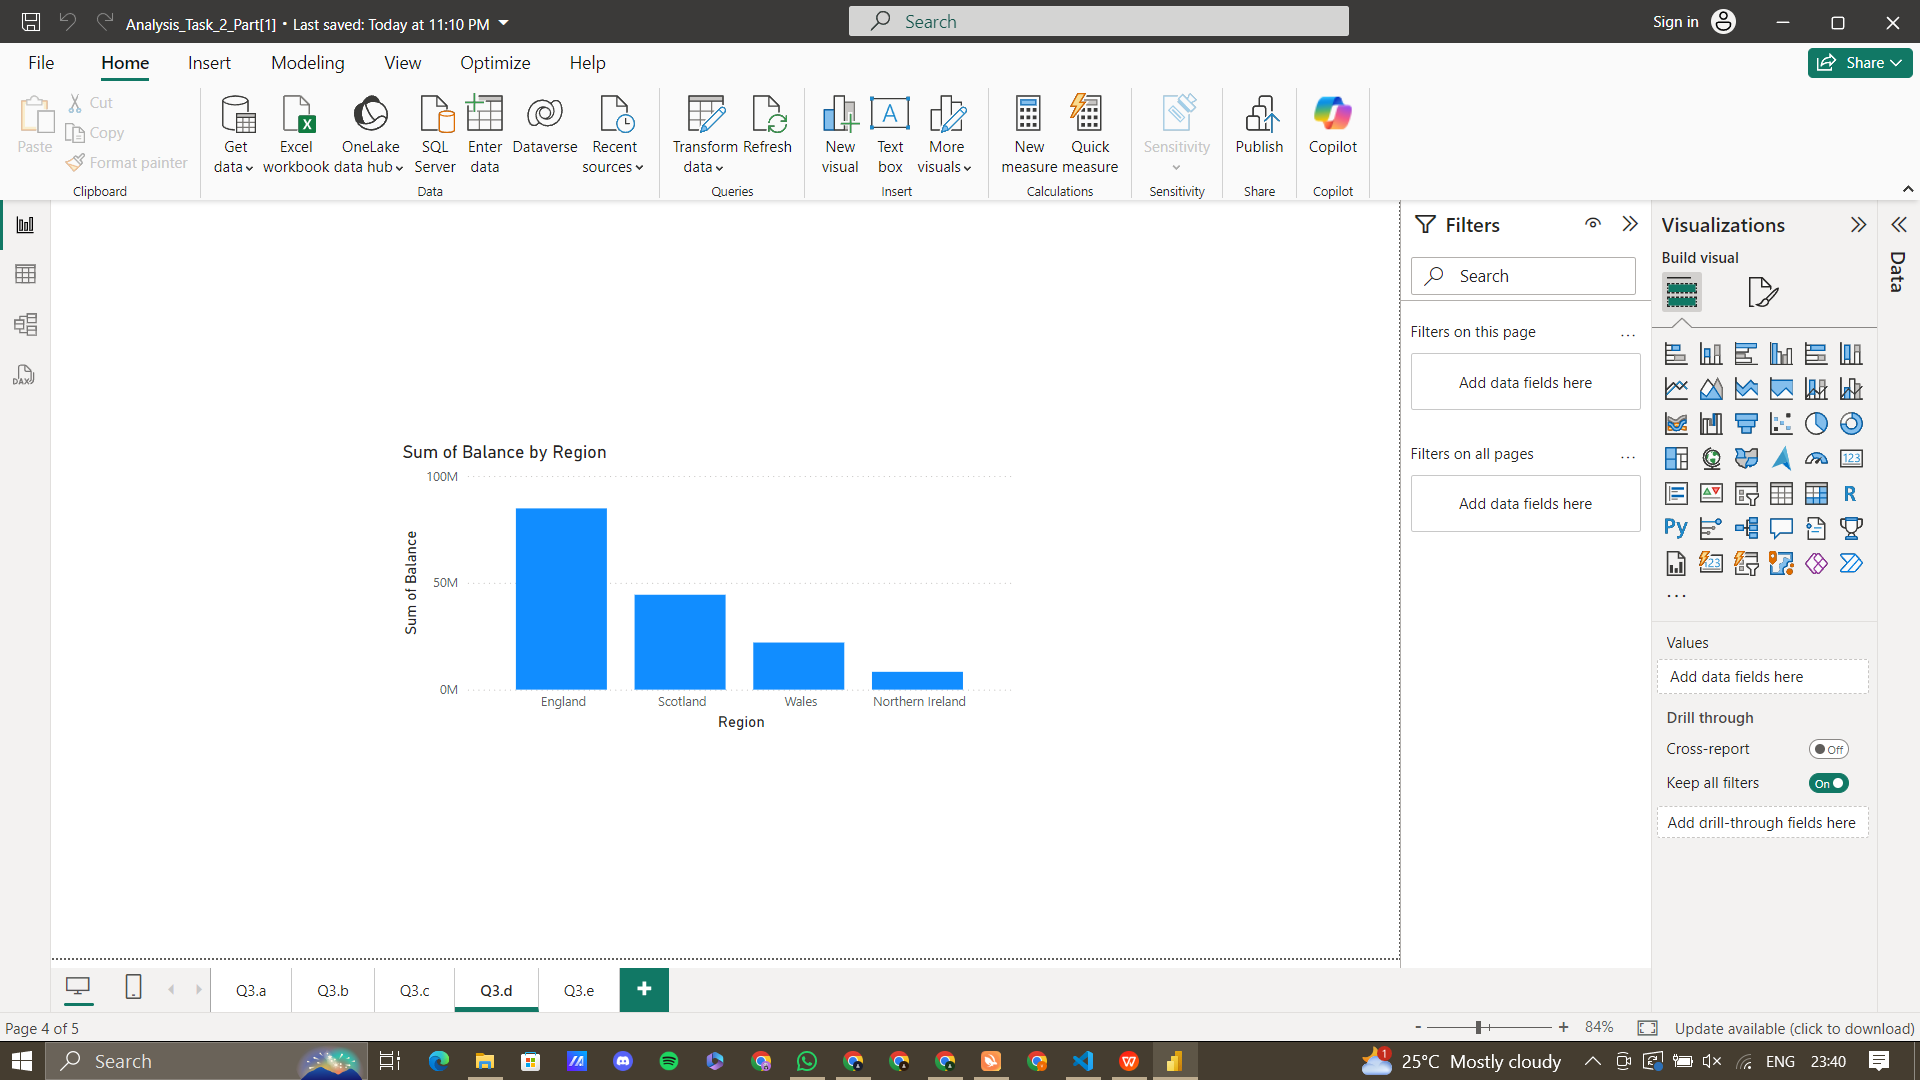 Analysis_Task_2_Part[1] • Last saved: Today at 11:10 PM
Search
Sign in
File Home Insert Modeling View Optimize Help
Share
Paste
Cut
Copy
Format painter
Clipboard
Get data
Excel workbook
OneLake data hub
SQL Server
Enter data
Dataverse
Recent sources
Data
Transform data
Refresh
Queries
New visual
Text box
More visuals
Insert
New measure
Quick measure
Calculations
Sensitivity
Sensitivity
Publish
Share
Copilot
Copilot
DAX
Sum of Balance by Region
100M
50M
0M
Sum of Balance
England Scotland Wales Northern Ireland
Region
Filters
Search
Filters on this page ...
Add data fields here
Filters on all pages ...
Add data fields here
Visualizations
Build visual
123
R
Py
123
...
Values
Add data fields here
Drill through
Cross-report Off
Keep all filters On
Add drill-through fields here
Data
Q3.a Q3.b Q3.c Q3.d Q3.e +
Page 4 of 5
- + 84%
Update available (click to download)
Search
1
25°C Mostly cloudy
ENG 23:40